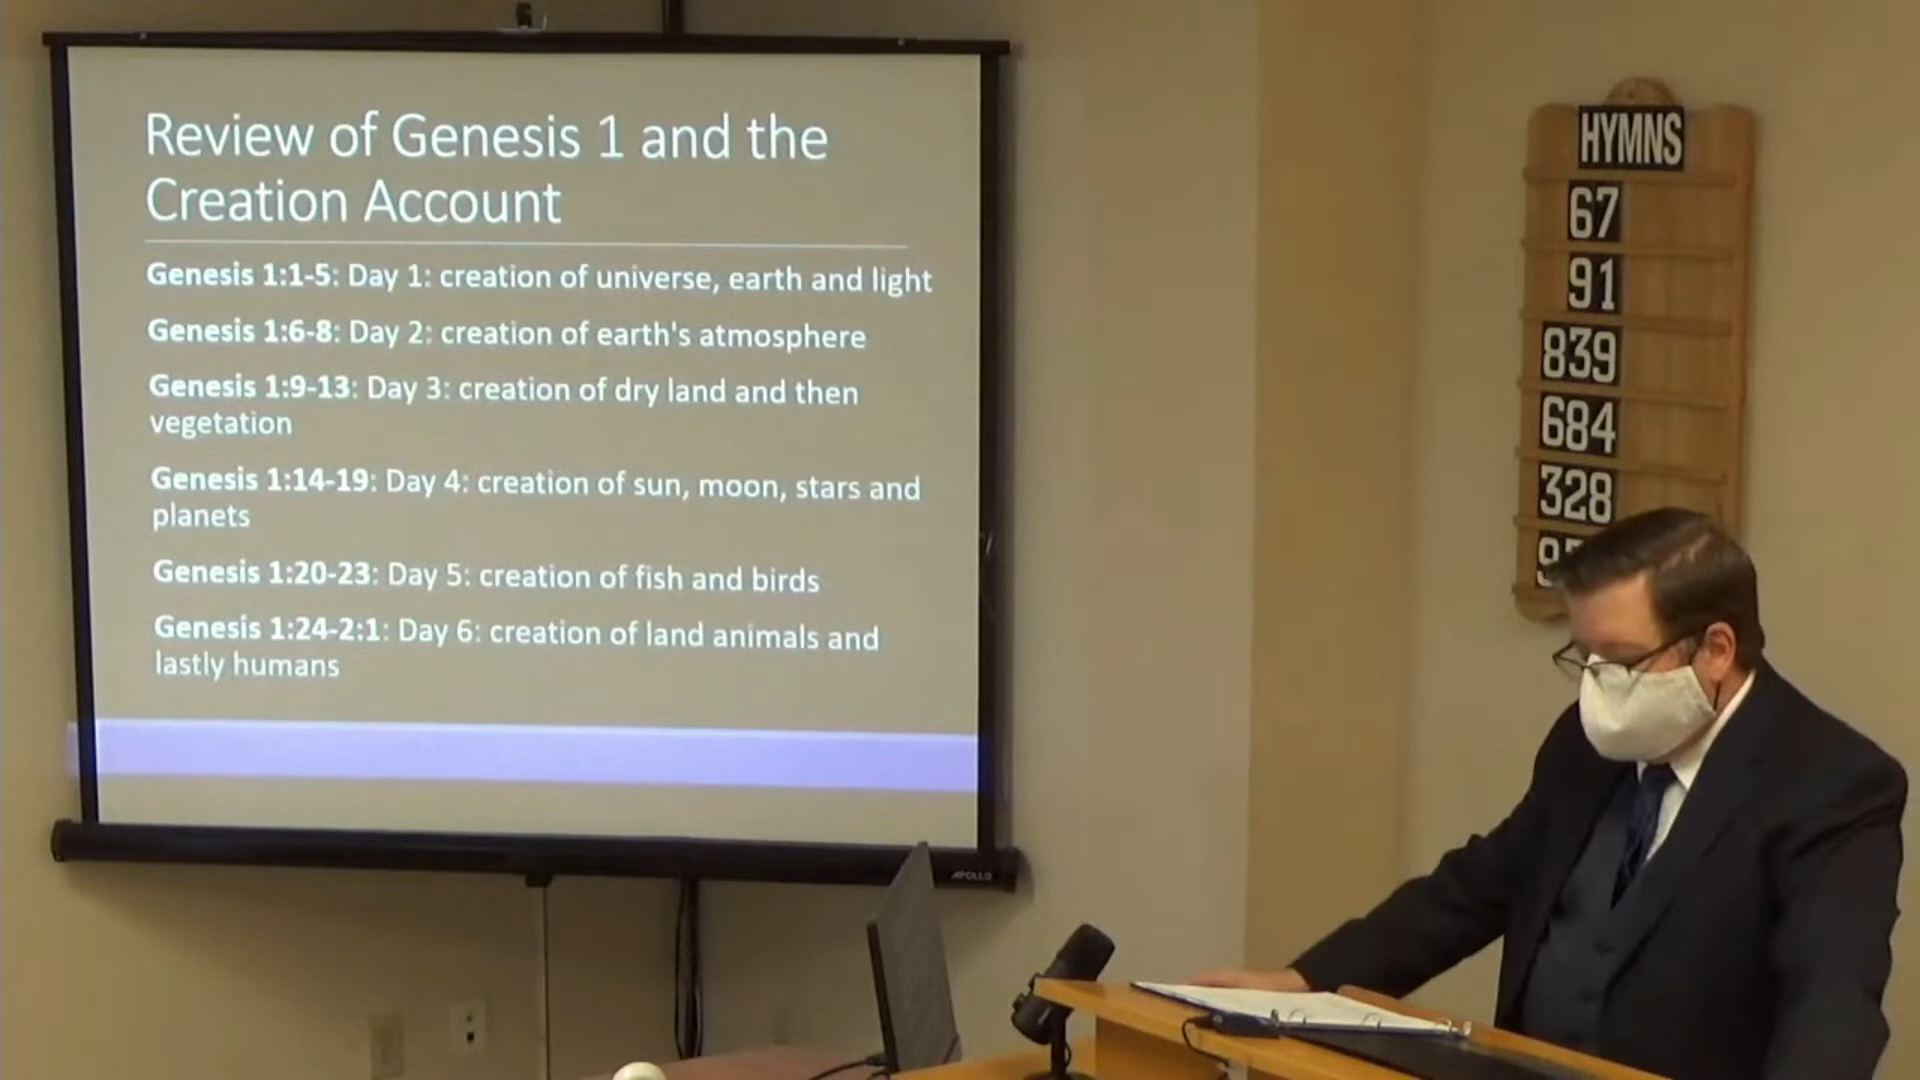 Review of Genesis 1 and the
Creation Account
Genesis 1:1-5: Day 1: creation of universe, earth and light
Genesis 1:6-8: Day 2: creation of earth's atmosphere
Genesis 1:9-13: Day 3: creation of dry land and then
vegetation
Genesis 1:14-19: Day 4: creation of sun, moon, stars and
planets
Genesis 1:20-23: Day 5: creation of fish and birds
Genesis 1:24-2:1: Day 6: creation of land animals and
lastly humans
APOLLO
HYMNS
67
91
839
684
328